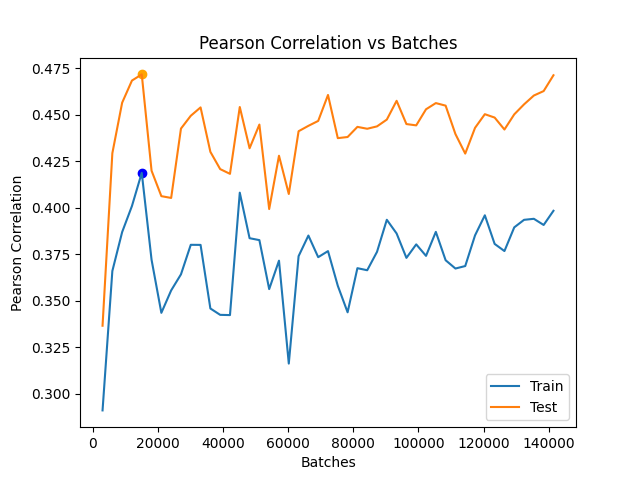 Pearson Correlation vs Batches
Pearson Correlation
0.475
0.450
0.425
0.400
0.375
0.350
0.325
0.300
0 20000 40000 60000 80000 100000 120000 140000
Batches
Train
Test